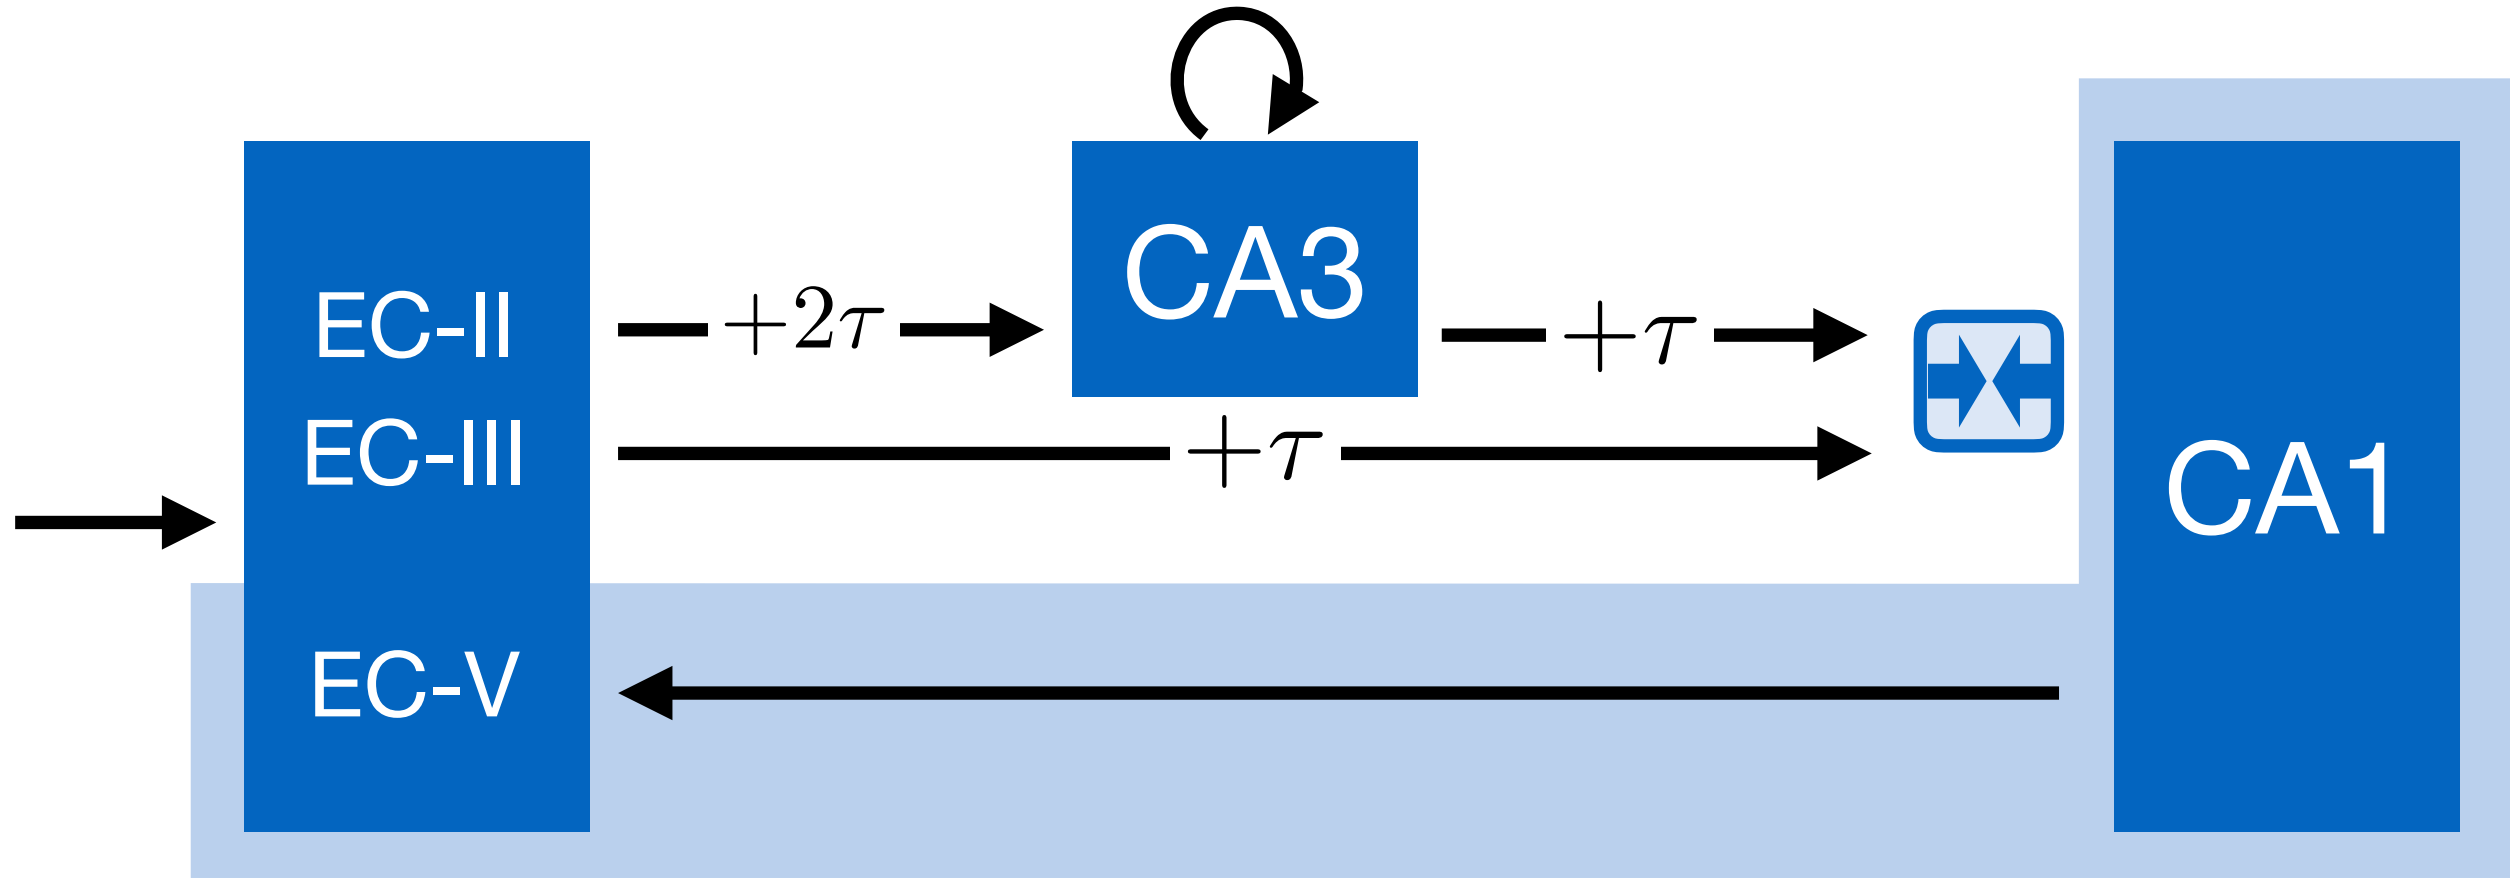 EC-II
EC-III
EC-V
+2τ
CA3
+τ
+τ
CA1